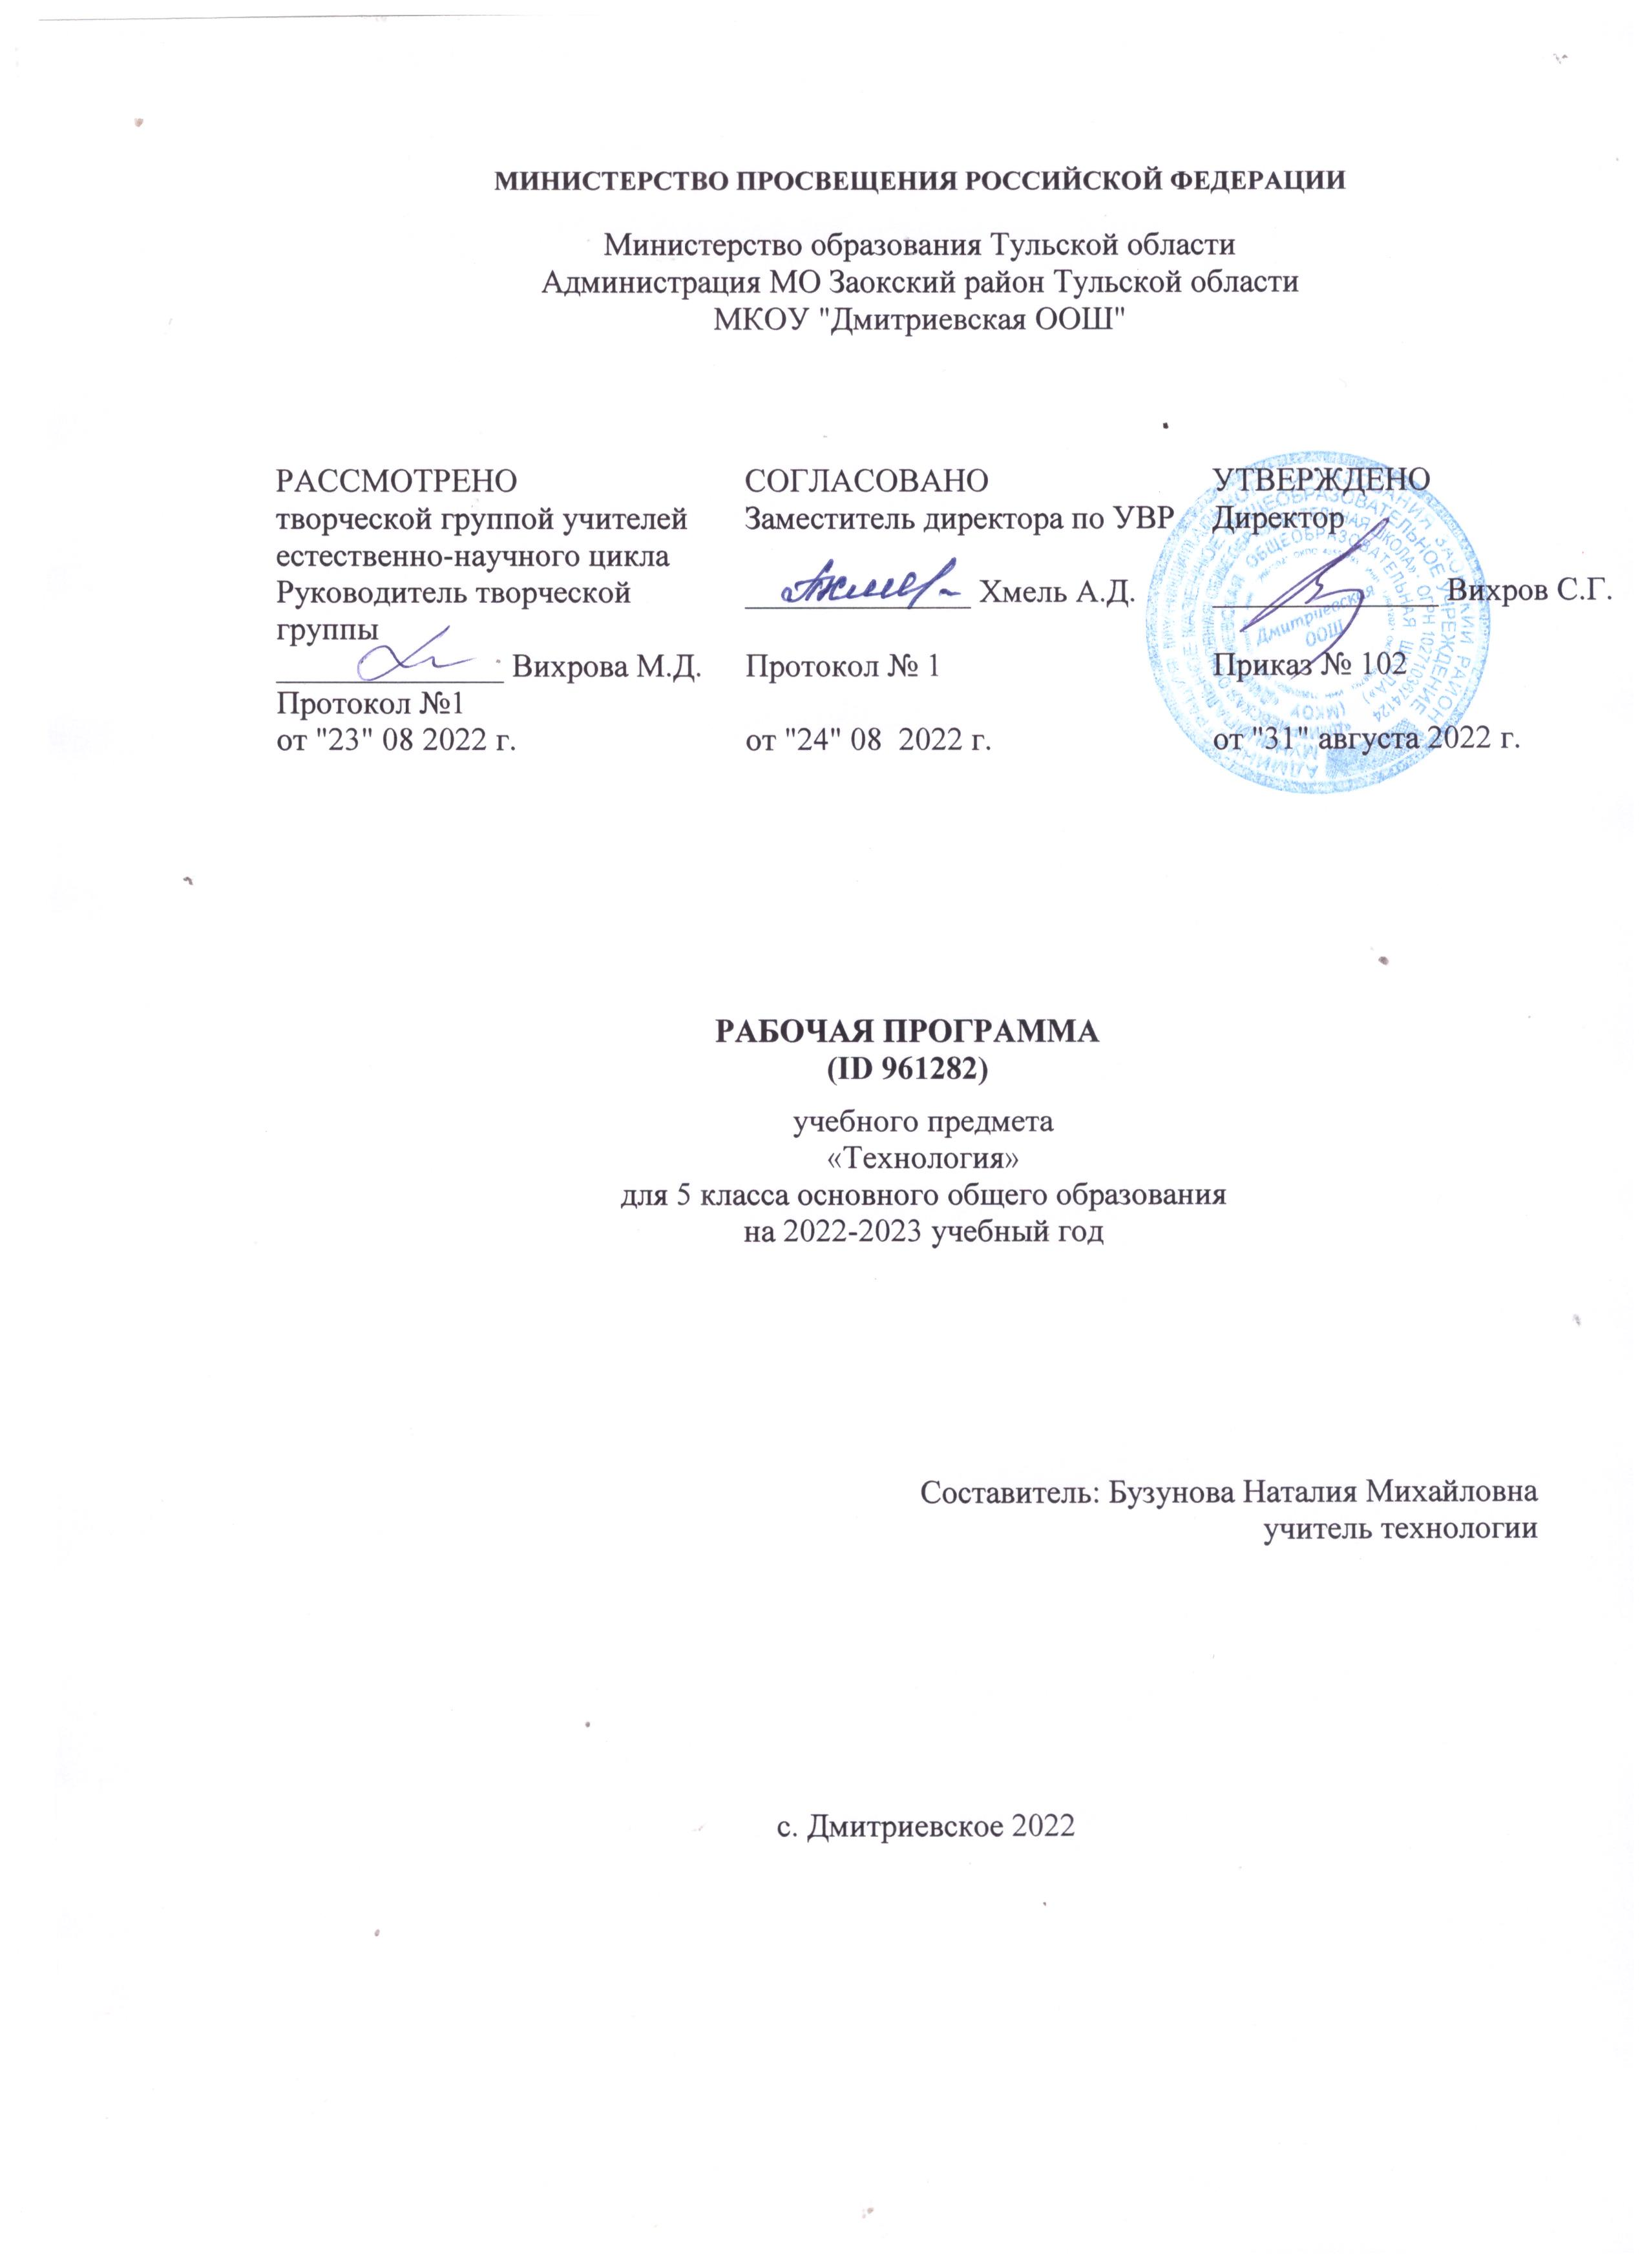 МИНИСТЕРСТВО ПРОСВЕЩЕНИЯ РОССИЙСКОЙ ФЕДЕРАЦИИ
Министерство образования Тульской области
Администрация МО Заокский район Тульской области
МКОУ "Дмитриевская ООШ"
РАССМОТРЕНО
творческой группой учителей
естественно-научного цикла
Руководитель творческой
группы
______________ Вихрова М.Д.
Протокол №1
от "23" 08 2022 г.
СОГЛАСОВАНО
Заместитель директора по УВР
______________ Хмель А.Д.
Протокол № 1
от "24" 08 2022 г.
УТВЕРЖДЕНО
Директор
______________ Вихров С.Г.
Приказ № 102
от "31" августа 2022 г.
Дмитриевская
ООШ
РАБОЧАЯ ПРОГРАММА
(ID 961282)
учебного предмета
«Технология»
для 5 класса основного общего образования
на 2022-2023 учебный год
Составитель: Бузунова Наталия Михайловна
учитель технологии
с. Дмитриевское 2022